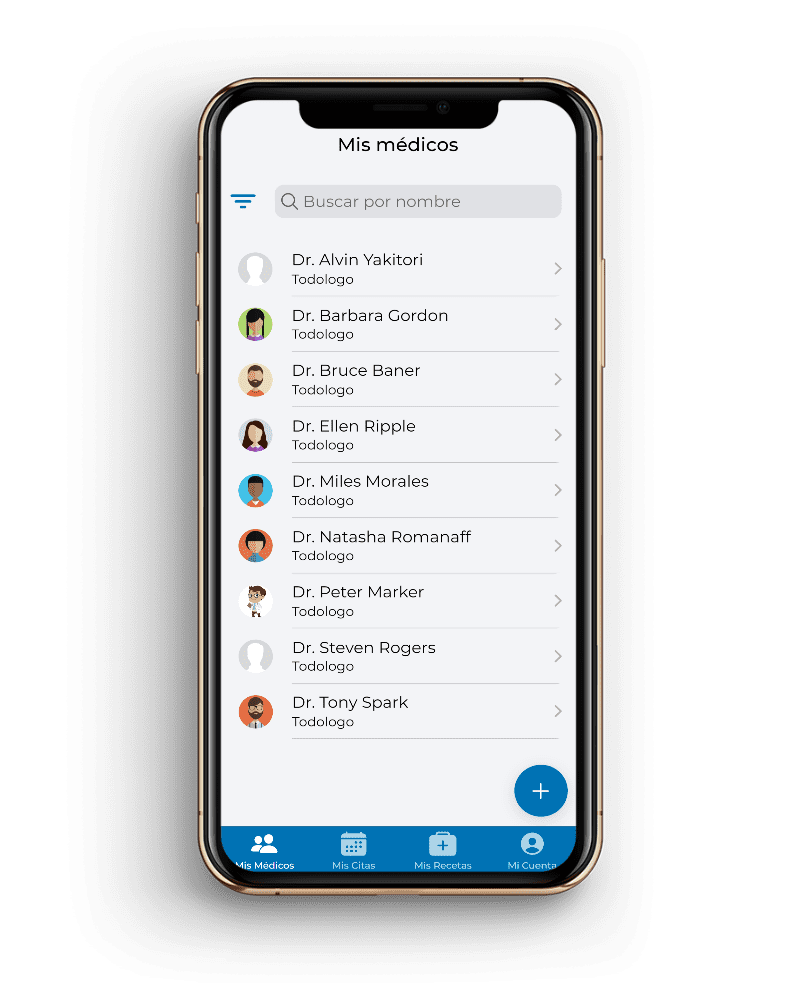 Mis médicos
Buscar por nombre
Dr. Alvin Yakitori
Todologo
Dr. Barbara Gordon
Todologo
Dr. Bruce Baner
Todologo
Dr. Ellen Ripple
Todologo
Dr. Miles Morales
Todologo
Dr. Natasha Romanaff
Todologo
Dr. Peter Marker
Todologo
Dr. Steven Rogers
Todologo
Dr. Tony Spark
Todologo
Mis Médicos Mis Citas Mis Recetas Mi Cuenta